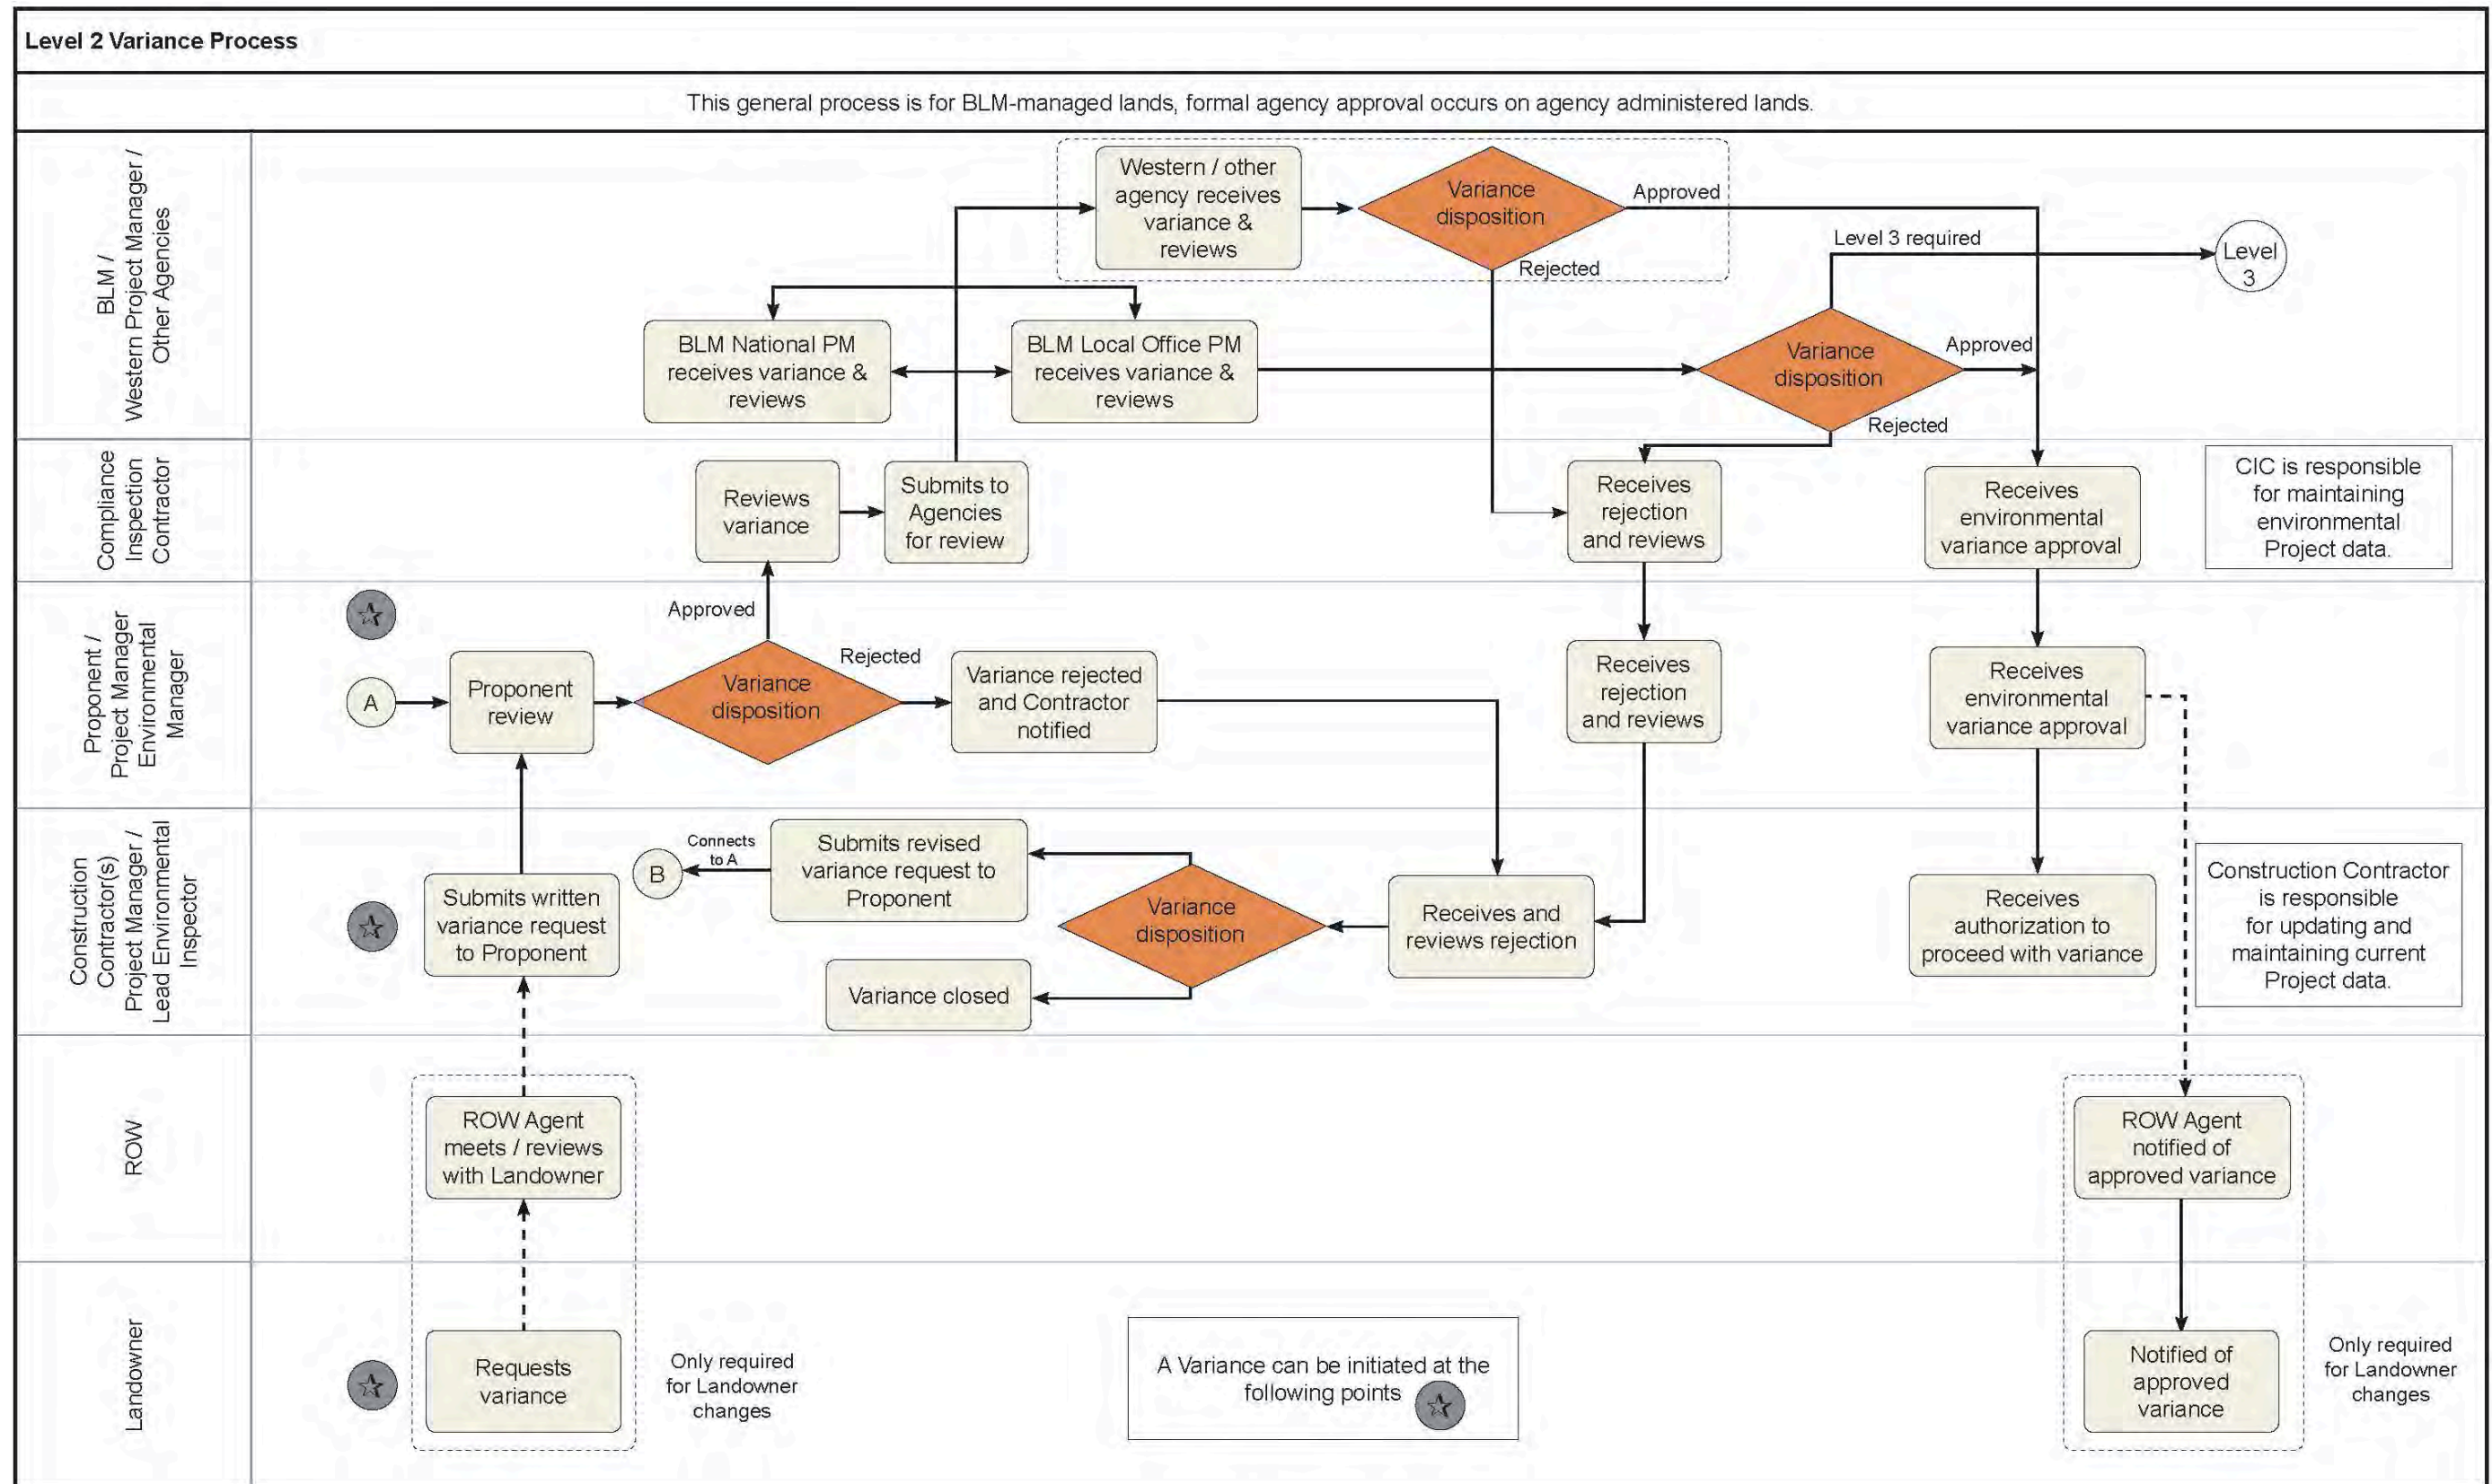 Level 2 Variance Process
This general process is for BLM-managed lands, formal agency approval occurs on agency administered lands.
BLM /
Western Project Manager /
Other Agencies
Western / other
agency receives
variance &
reviews
Variance
disposition
Approved
Rejected
Level 3 required
Level
3
BLM National PM
receives variance &
reviews
BLM Local Office PM
receives variance &
reviews
Variance
disposition
Approved
Rejected
Compliance
Inspection
Contractor
Reviews
variance
Submits to
Agencies
for review
Receives
rejection
and reviews
Receives
environmental
variance approval
CIC is responsible
for maintaining
environmental
Project data.
Proponent /
Project Manager
Environmental
Manager
A
Proponent
review
Approved
Variance
disposition
Rejected
Variance rejected
and Contractor
notified
Receives
rejection
and reviews
Receives
environmental
variance approval
Construction
Contractor(s)
Project Manager /
Lead Environmental
Inspector
Submits written
variance request
to Proponent
B
Connects
to A
Submits revised
variance request to
Proponent
Variance closed
Variance
disposition
Receives and
reviews rejection
Receives
authorization to
proceed with variance
Construction Contractor
is responsible
for updating and
maintaining current
Project data.
ROW
ROW Agent
meets / reviews
with Landowner
ROW Agent
notified of
approved variance
Landowner
Requests
variance
Only required
for Landowner
changes
A Variance can be initiated at the
following points
Notified of
approved
variance
Only required
for Landowner
changes